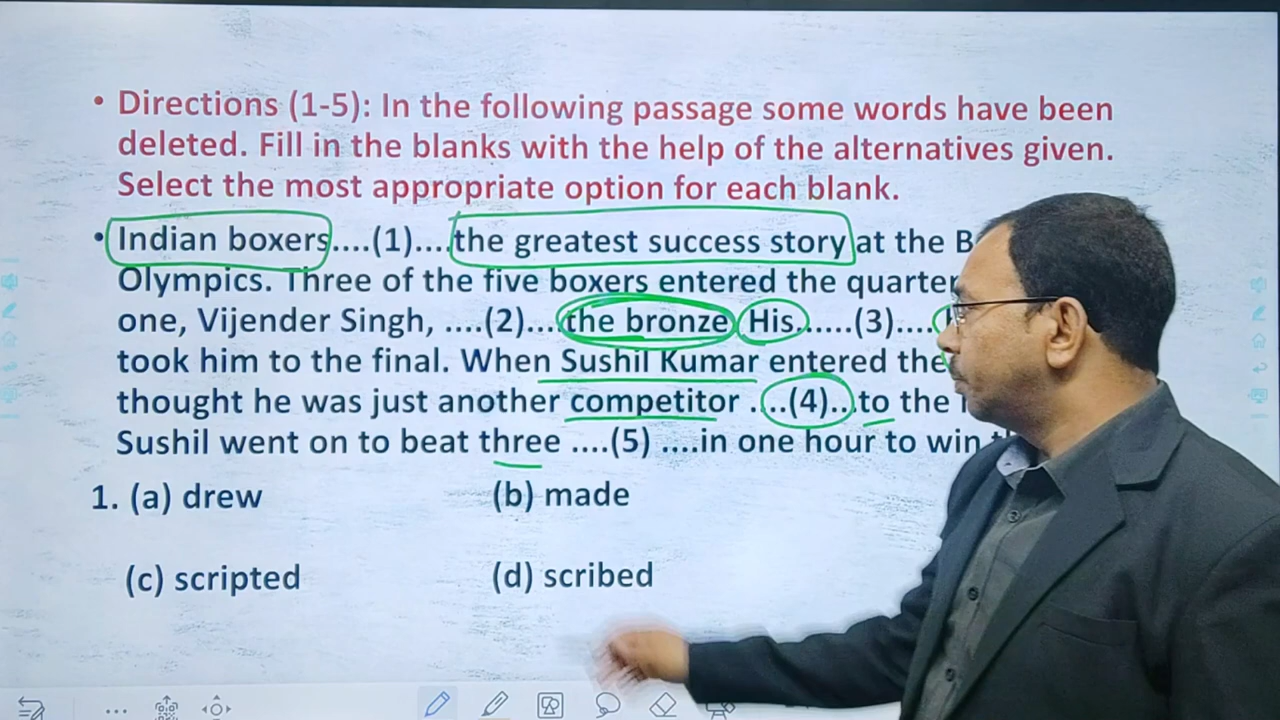 • Directions (1-5): In the following passage some words have been
deleted. Fill in the blanks with the help of the alternatives given.
Select the most appropriate option for each blank.
• Indian boxers....(1)....the greatest success story at the
Olympics. Three of the five boxers entered the
one, Vijender Singh, ....(2)....the bronze His......(3)....
took him to the final. When Sushil Kumar entered the
thought he was just another competitor ....(4)....to the
Sushil went on to beat three ....(5) ....in one hour to win
1. (a) drew (b) made
(c) scripted (d) scribed